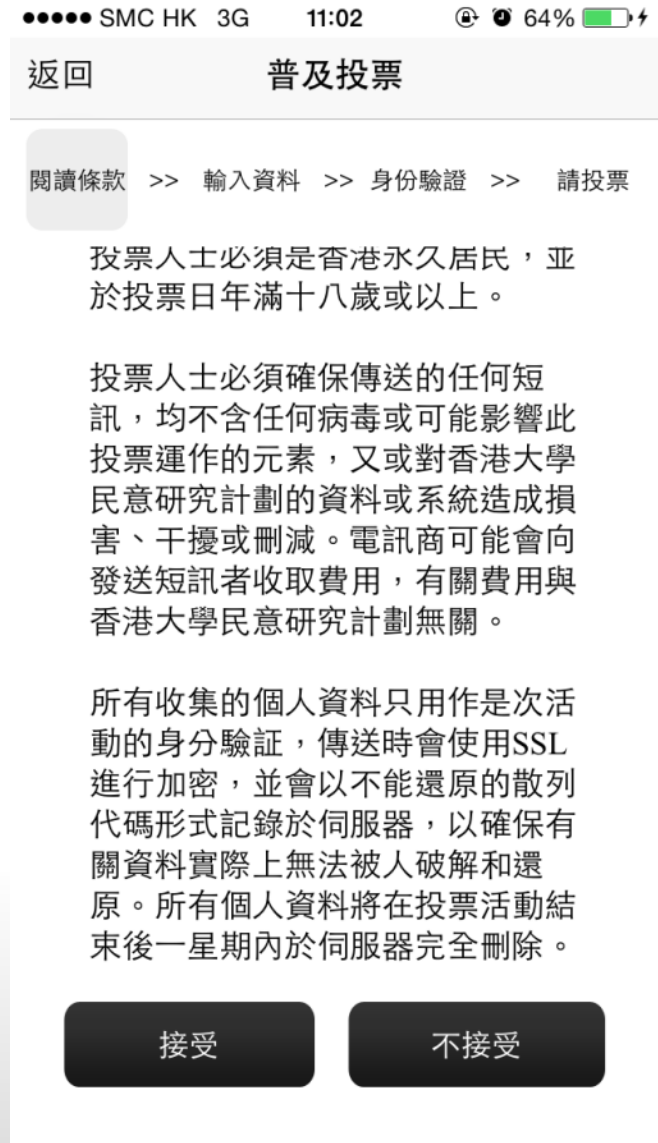 SMC HK 3G 11:02 64%
返回 普及投票
閱讀條款 >> 輸入資料 >> 身份驗證 >> 請投票
投票人士必須是香港永久居民，並
於投票日年滿十八歲或以上。
投票人士必須確保傳送的任何短
訊，均不含任何病毒或可能影響此
投票運作的元素，又或對香港大學
民意研究計劃的資料或系統造成損
害、干擾或刪減。電訊商可能會向
發送短訊者收取費用，有關費用與
香港大學民意研究計劃無關。
所有收集的個人資料只用作是次活
動的身分驗証，傳送時會使用SSL
進行加密，並會以不能還原的散列
代碼形式記錄於伺服器，以確保有
關資料實際上無法被人破解和還
原。所有個人資料將在投票活動結
束後一星期內於伺服器完全刪除。
接受 不接受